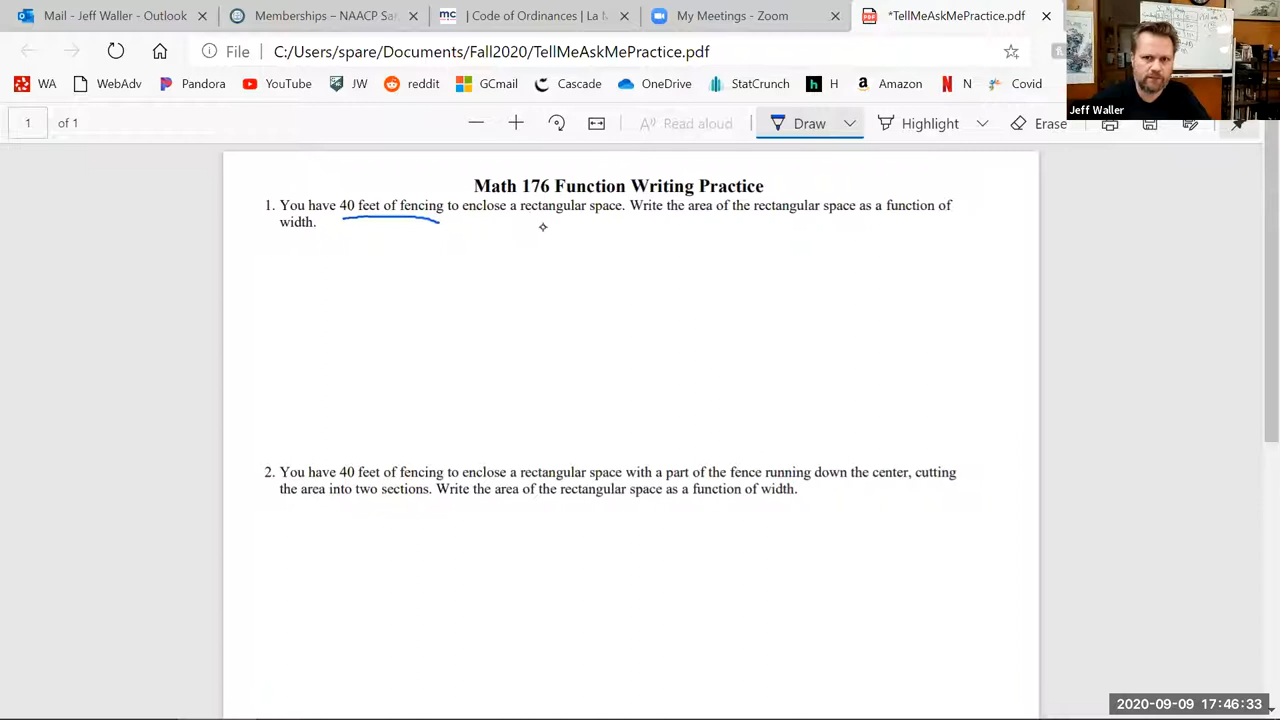 Mail - Jeff Waller - Outlook
Memberships - NAACP
Ordinandes | La
My Meetings - Zoo
PDF
TellMeAskMePractice.pdf
File
C:/Users/spare/Documents/Fall2020/TellMeAskMePractice.pdf
WA
WebAdv
Pandora
YouTube
JW
reddit
GCmail
Cascade
OneDrive
StatCrunch
H
Amazon
N
Covid
Jeff Waller
1
of 1
Read aloud
Draw
Highlight
Erase
Math 176 Function Writing Practice
1. You have 40 feet of fencing to enclose a rectangular space. Write the area of the rectangular space as a function of
width.
2. You have 40 feet of fencing to enclose a rectangular space with a part of the fence running down the center, cutting
the area into two sections. Write the area of the rectangular space as a function of width.
2020-09-09 17:46:33